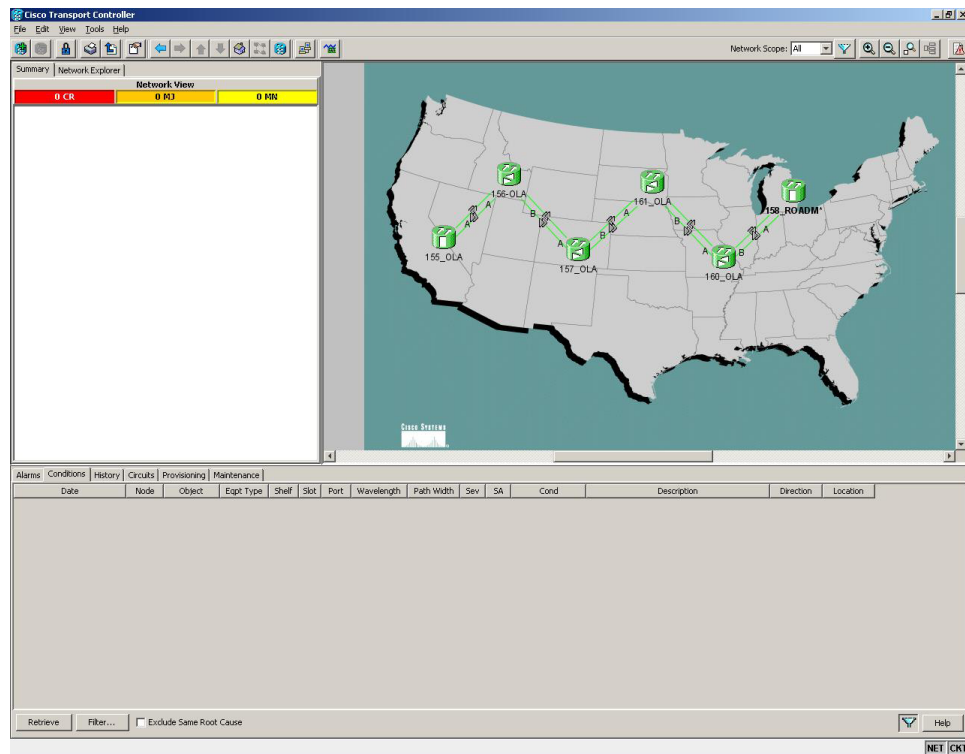 Cisco Transport Controller
File Edit View Tools Help
Network Scope: All
Summary Network Explorer
Network View
0 CR 0 MJ 0 MN
156-OLA
161_OLA
158_ROADM*
155_OLA
157_OLA
160_OLA
A
A
B
A
B
A
B
A
B
A
CISCO SYSTEMS
Alarms Conditions History Circuits Provisioning Maintenance
Date Node Object Eqpt Type Shelf Slot Port Wavelength Path Width Sev SA Cond Description Direction Location
Retrieve Filter... Exclude Same Root Cause Help
NET CKT